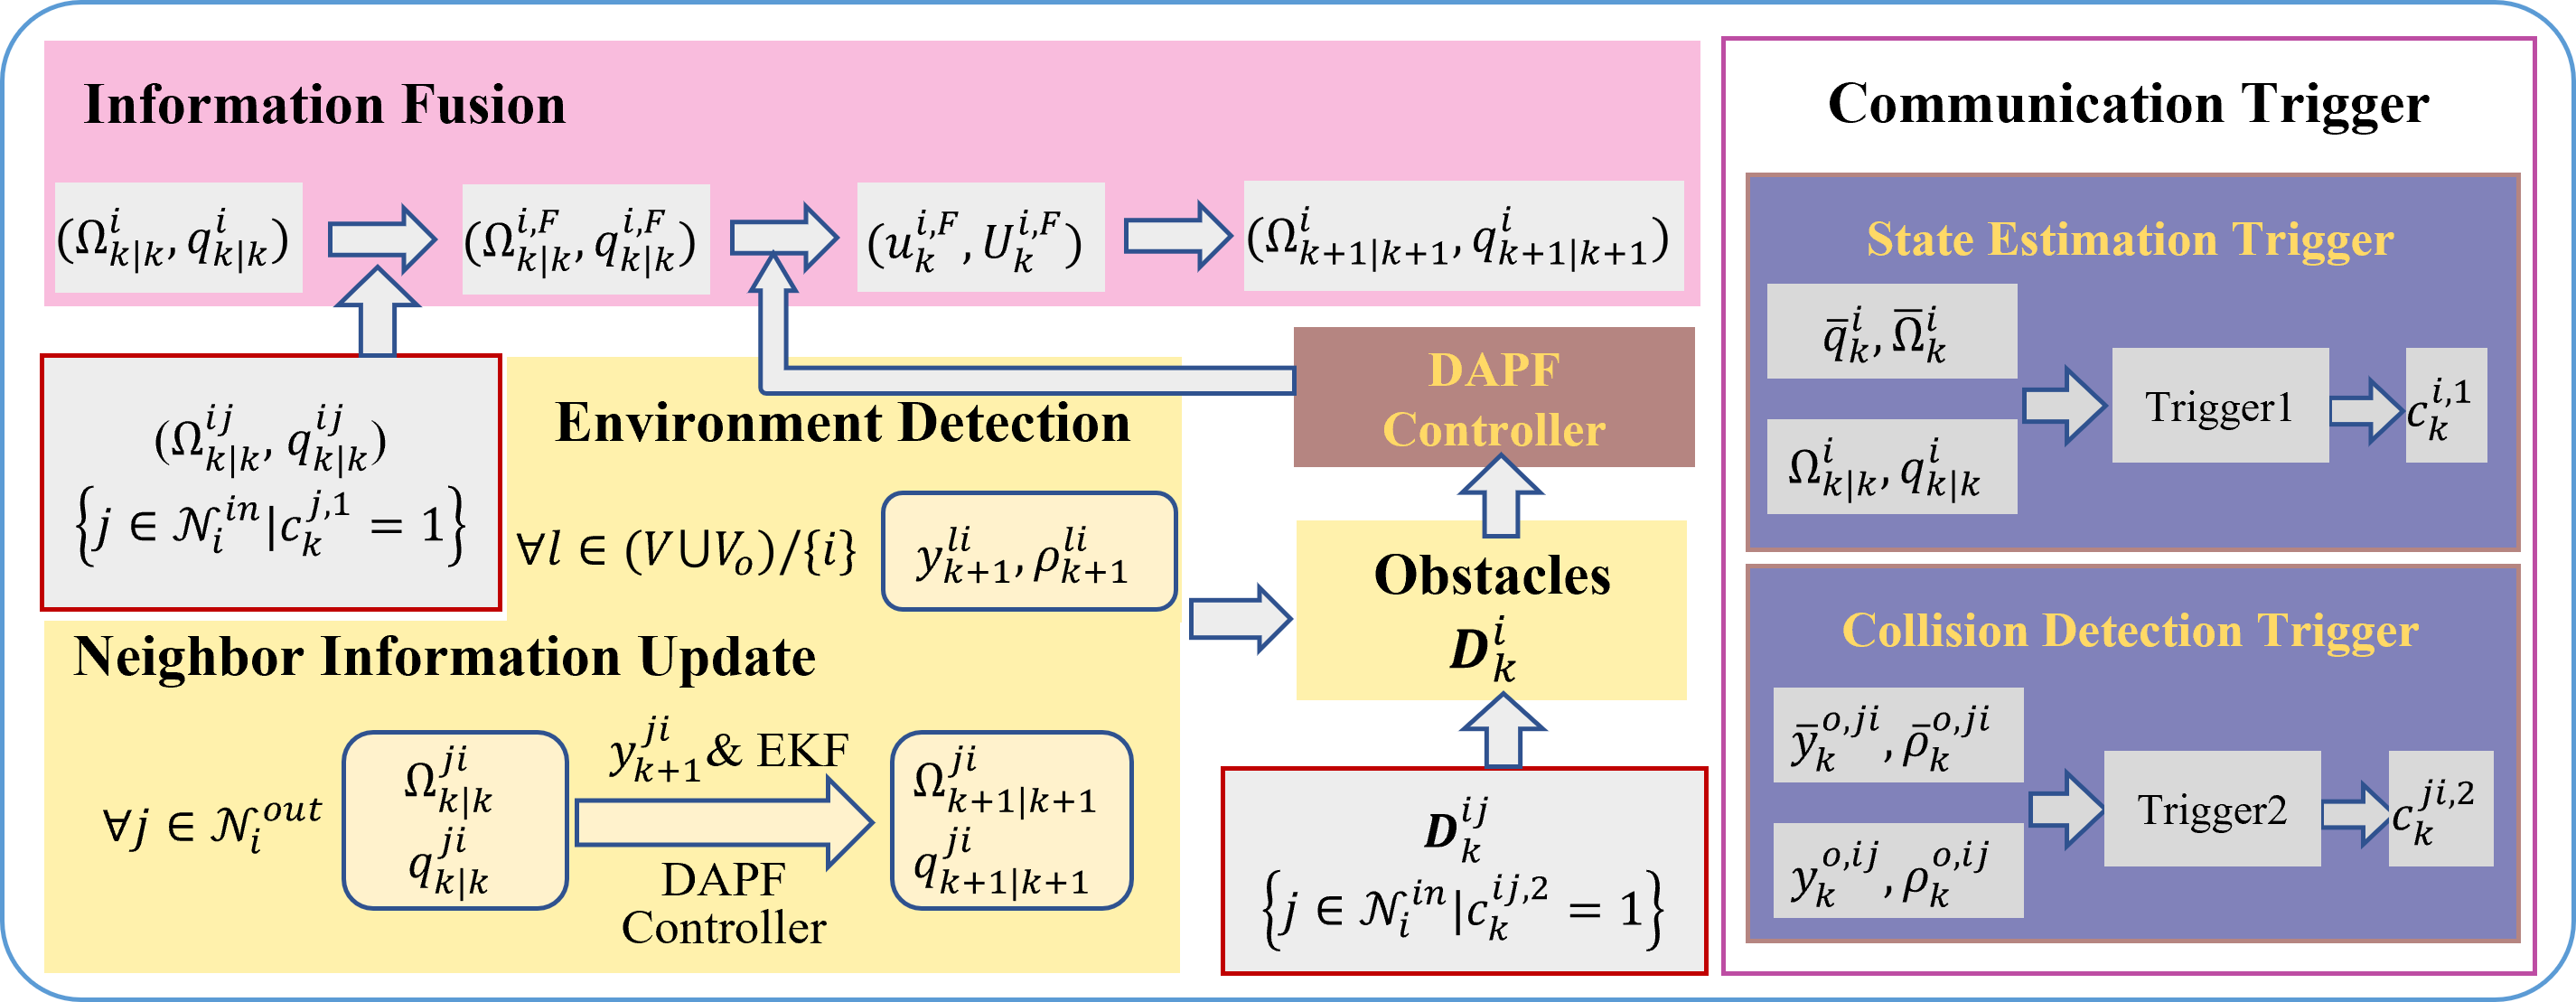 Information Fusion
(Ω^i_{k|k}, q^i_{k|k})
(Ω^{i,F}_{k|k}, q^{i,F}_{k|k})
(u^{i,F}_k, U^{i,F}_k)
(Ω^i_{k+1|k+1}, q^i_{k+1|k+1})
(Ω^{ij}_{k|k}, q^{ij}_{k|k})
{j ∈ 𝒩_i^{in}|c^{j,1}_k = 1}
Environment Detection
∀l ∈ (V⋃V_o)/{i}
y^{li}_{k+1}, ρ^{li}_{k+1}
DAPF
Controller
Neighbor Information Update
∀j ∈ 𝒩_i^{out}
Ω^{ji}_{k|k}
q^{ji}_{k|k}
y^{ji}_{k+1}& EKF
DAPF
Controller
Ω^{ji}_{k+1|k+1}
q^{ji}_{k+1|k+1}
Obstacles
D^i_k
D^{ij}_k
{j ∈ 𝒩_i^{in}|c^{ij,2}_k = 1}
Communication Trigger
State Estimation Trigger
q̅^i_k, Ω̅^i_k
Ω^i_{k|k}, q^i_{k|k}
Trigger1
c^{i,1}_k
Collision Detection Trigger
y̅^{o,ji}_k, ρ̅^{o,ji}_k
y^{o,ij}_k, ρ^{o,ij}_k
Trigger2
c^{ji,2}_k